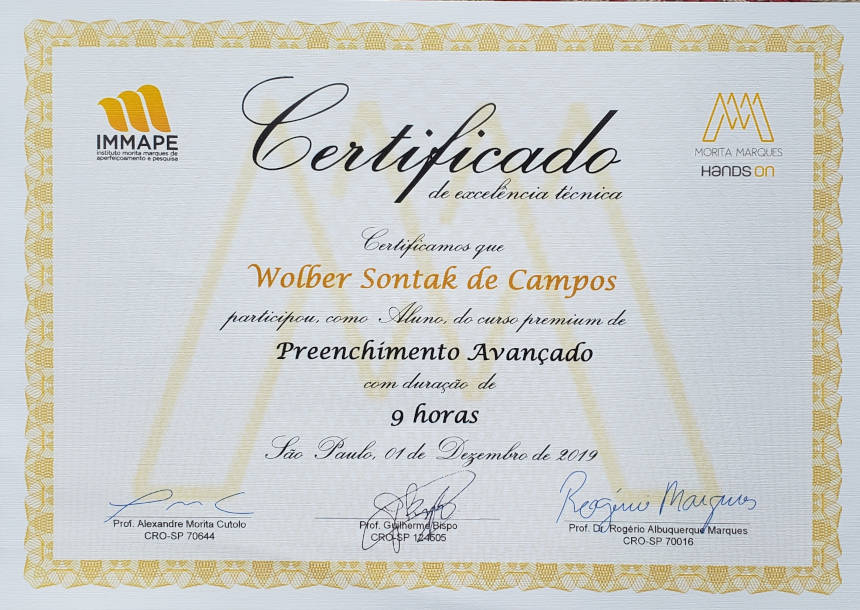 IMMAPE
instituto morita marques de
aperfeiçoamento e pesquisa
Certificado
de excelência técnica
MORITA MARQUES
HANDS ON
Certificamos que
Wolber Sontak de Campos
participou, como Aluno, do curso premium de
Preenchimento Avançado
com duração de
9 horas
São Paulo, 01 de Dezembro de 2019
Rogério Marques
Prof. Alexandre Morita Cutolo
CRO-SP 70644
Prof. Guilherme Bispo
CRO-SP 124605
Prof. Dr. Rogério Albuquerque Marques
CRO-SP 70016